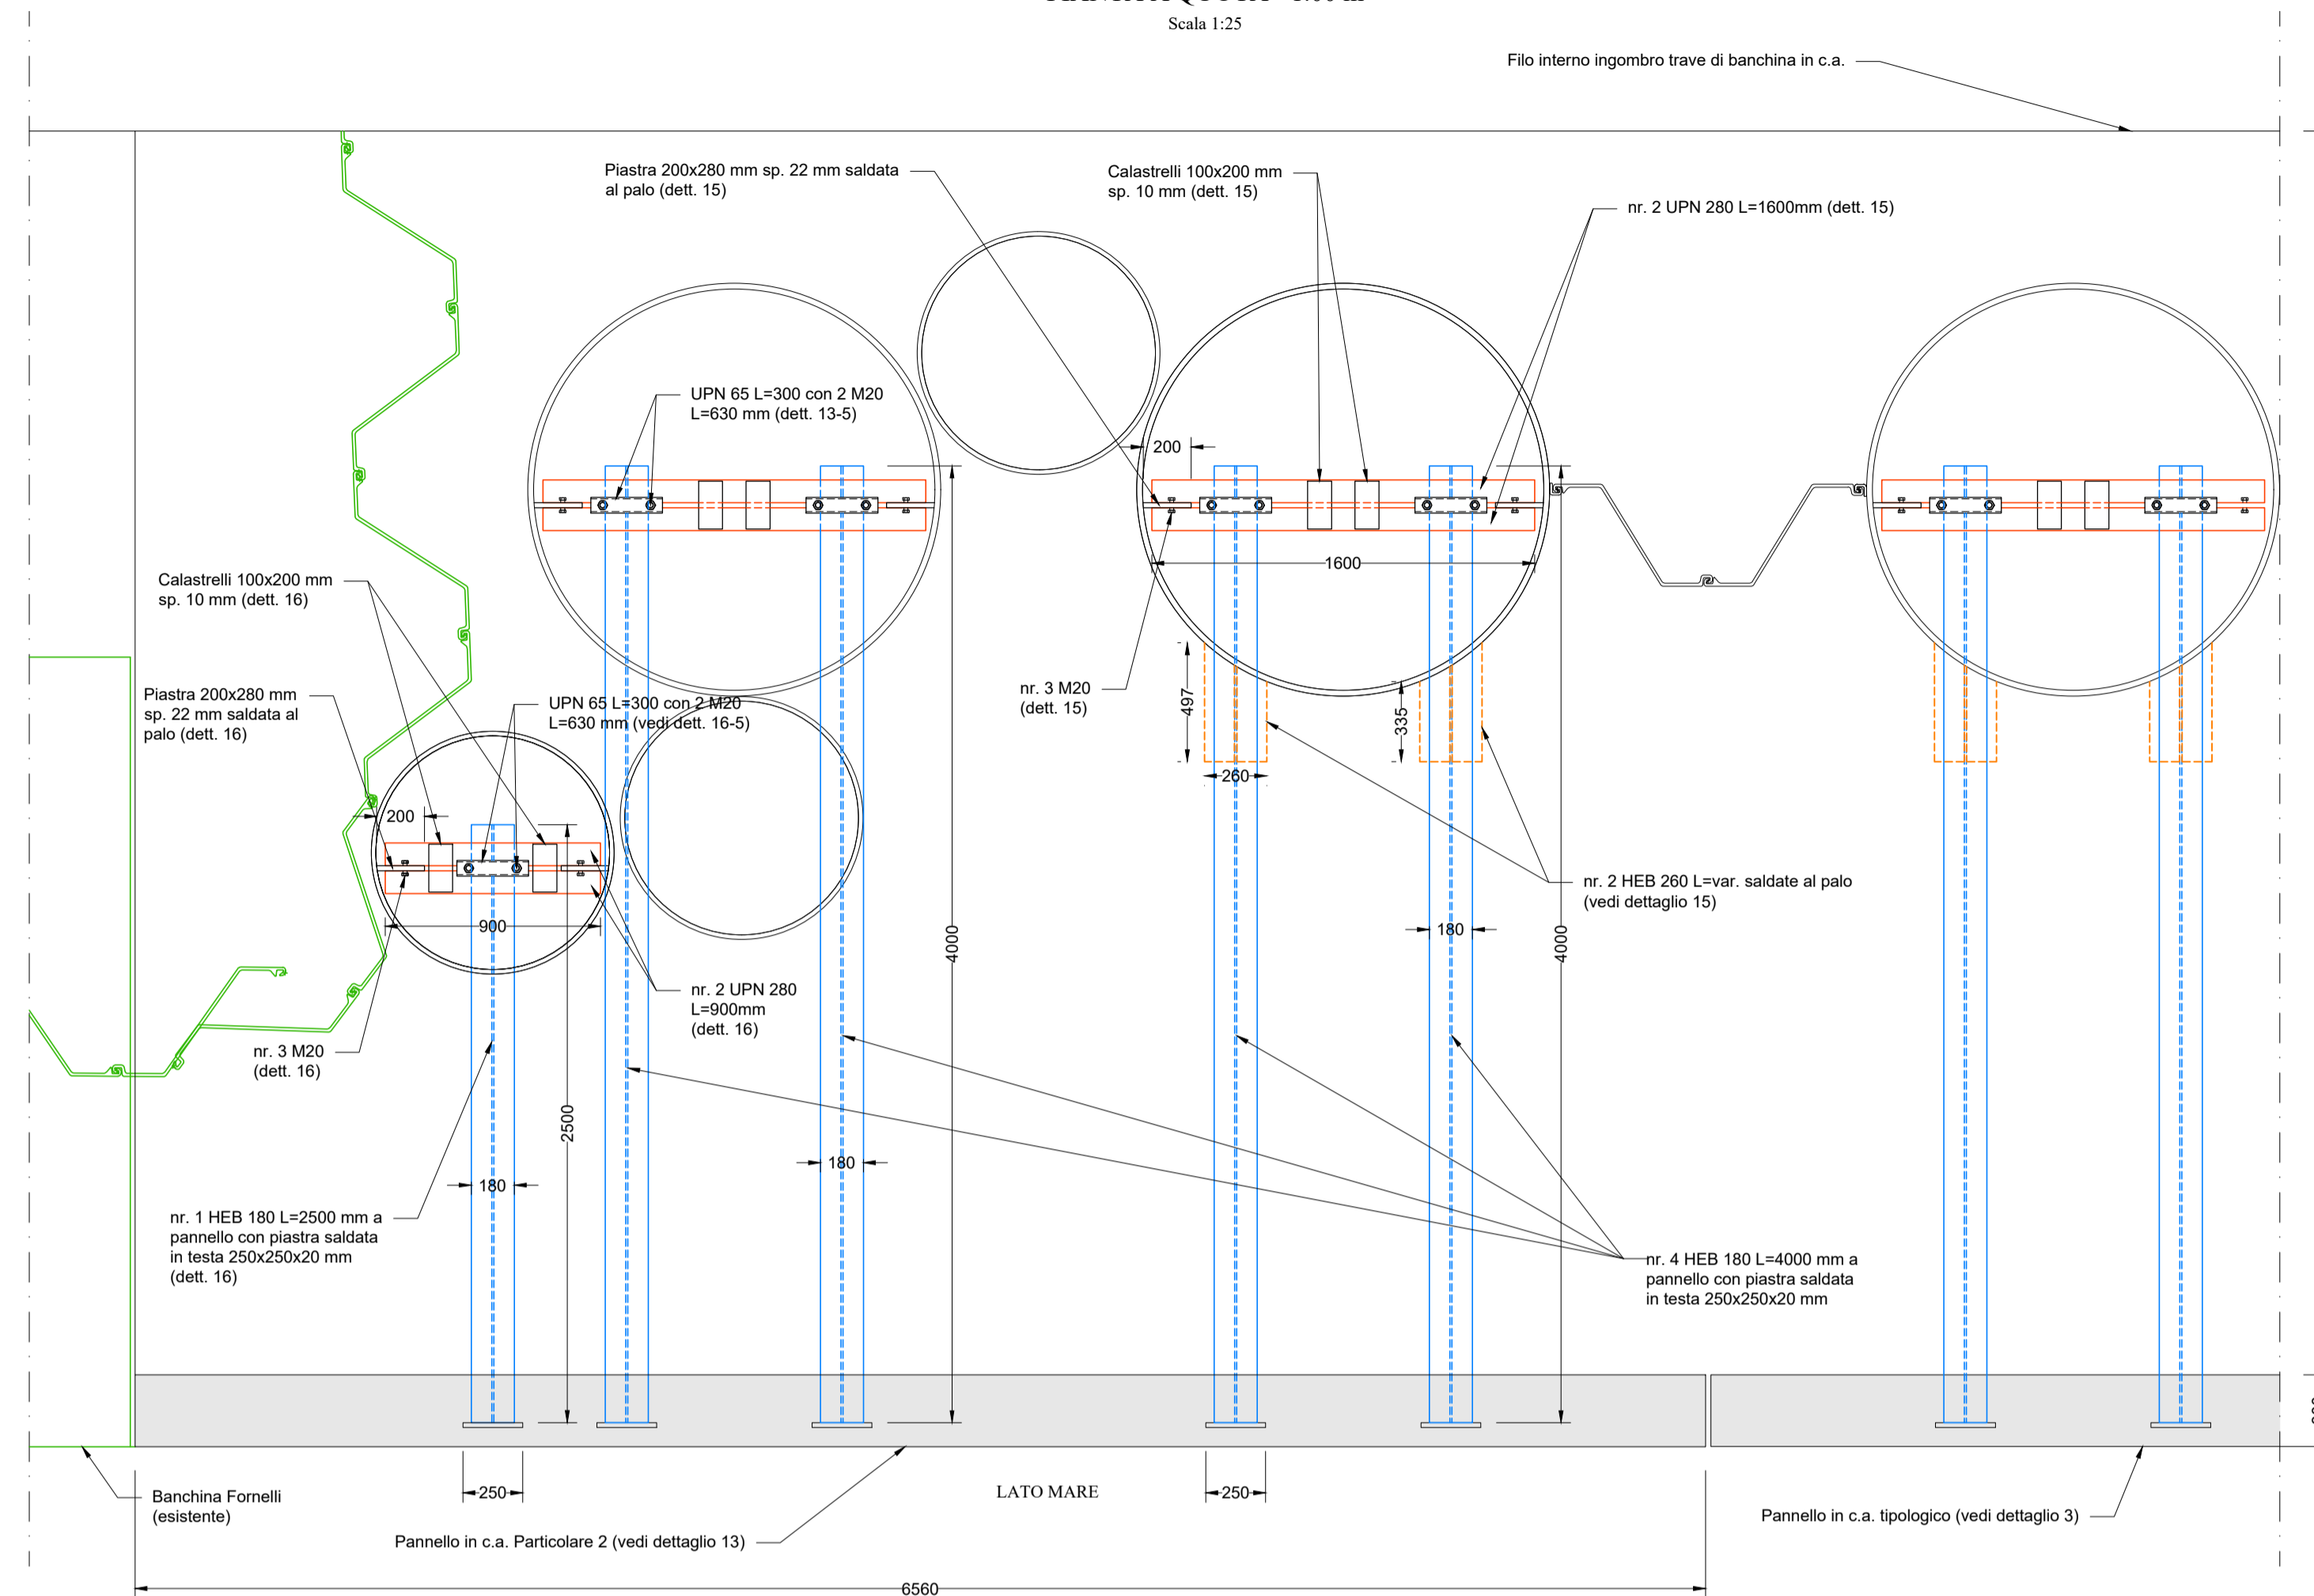 Scala 1:25
Filo interno ingombro trave di banchina in c.a.
Piastra 200x280 mm sp. 22 mm saldata
al palo (dett. 15)
Calastrelli 100x200 mm
sp. 10 mm (dett. 15)
nr. 2 UPN 280 L=1600mm (dett. 15)
UPN 65 L=300 con 2 M20
L=630 mm (dett. 13-5)
200
1600
Calastrelli 100x200 mm
sp. 10 mm (dett. 16)
Piastra 200x280 mm
sp. 22 mm saldata al
palo (dett. 16)
UPN 65 L=300 con 2 M20
L=630 mm (vedi dett. 16-5)
nr. 3 M20
(dett. 15)
497
335
260
200
900
nr. 2 HEB 260 L=var. saldate al palo
(vedi dettaglio 15)
4000
180
4000
nr. 2 UPN 280
L=900mm
(dett. 16)
nr. 3 M20
(dett. 16)
2500
180
180
nr. 1 HEB 180 L=2500 mm a
pannello con piastra saldata
in testa 250x250x20 mm
(dett. 16)
nr. 4 HEB 180 L=4000 mm a
pannello con piastra saldata
in testa 250x250x20 mm
250
LATO MARE
250
Banchina Fornelli
(esistente)
Pannello in c.a. tipologico (vedi dettaglio 3)
Pannello in c.a. Particolare 2 (vedi dettaglio 13)
6560